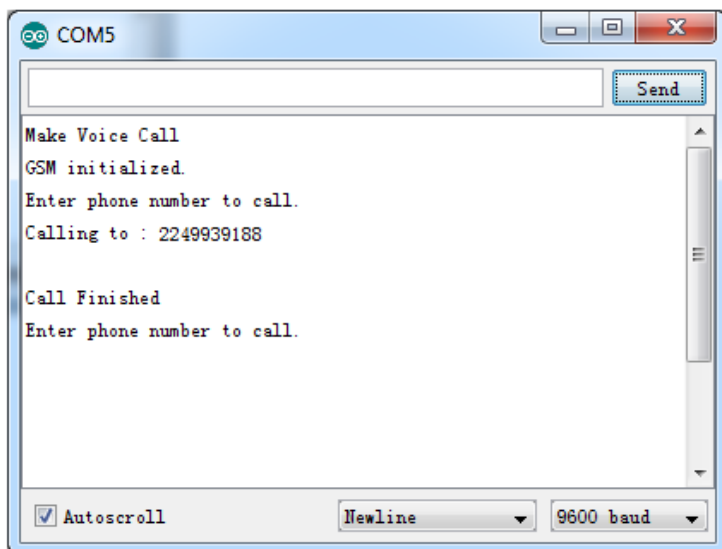 COM5
Send
Make Voice Call
GSM initialized.
Enter phone number to call.
Calling to : 2249939188
Call Finished
Enter phone number to call.
Autoscroll
Newline
9600 baud